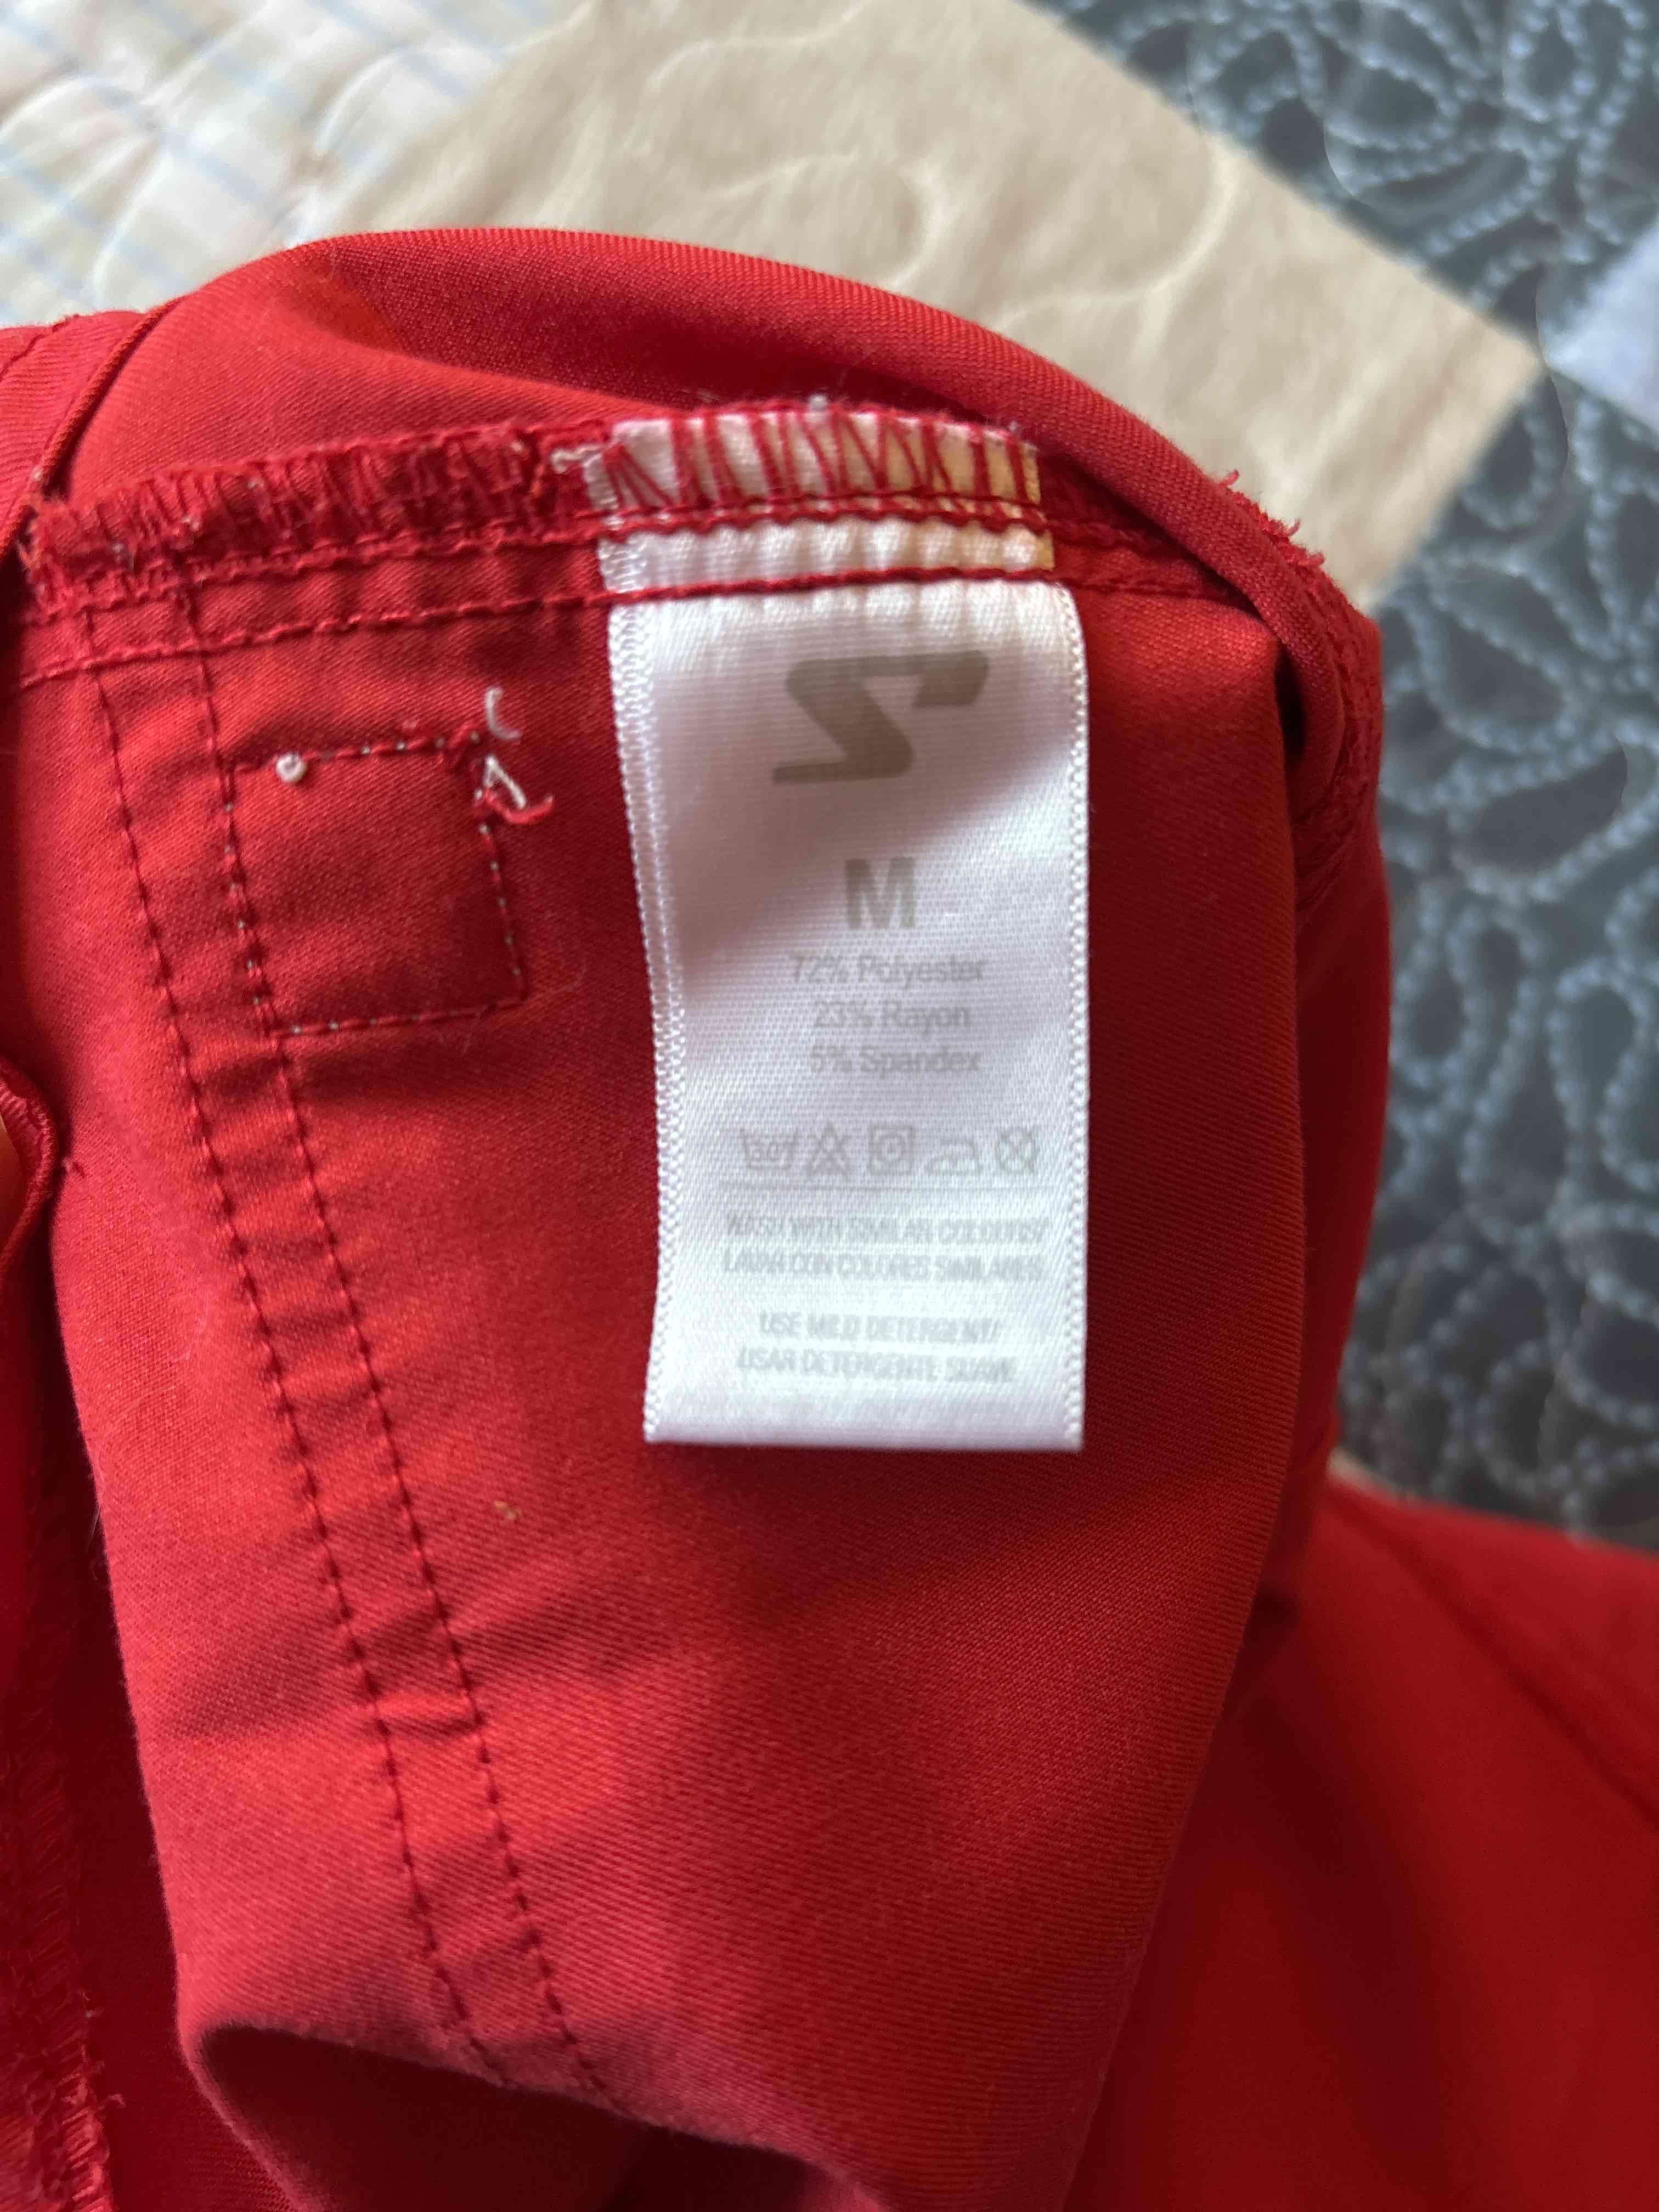 M
72% Polyester
23% Rayon
5% Spandex
30
WASH WITH SIMILAR COLOURS/
LAVAR CON COLORES SIMILARES
USE MILD DETERGENT/
USAR DETERGENTE SUAVE